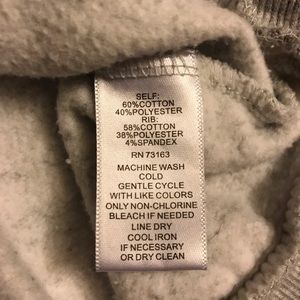 SELF:
60%COTTON
40%POLYESTER
RIB:
58%COTTON
38%POLYESTER
4%SPANDEX
RN 73163
MACHINE WASH
COLD
GENTLE CYCLE
WITH LIKE COLORS
ONLY NON-CHLORINE
BLEACH IF NEEDED
LINE DRY
COOL IRON
IF NECESSARY
OR DRY CLEAN